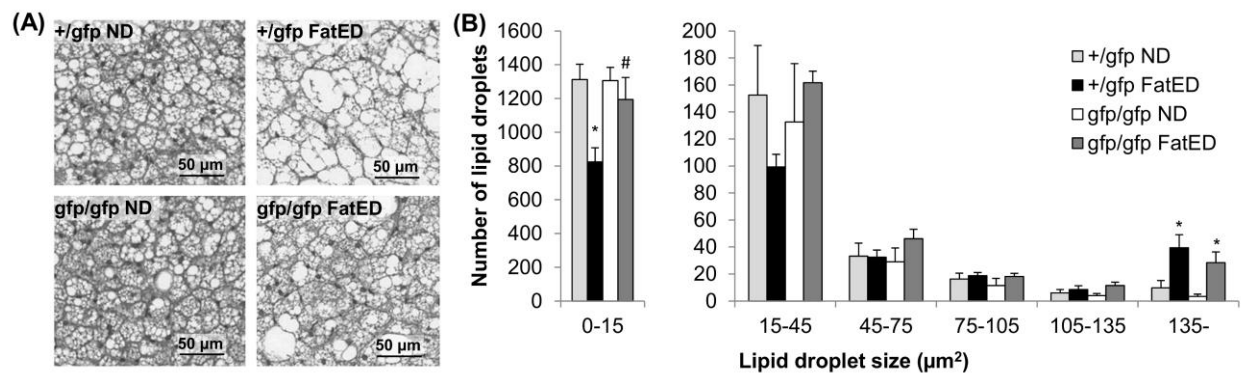 (A)
+/gfp ND
50 µm
+/gfp FatED
50 µm
gfp/gfp ND
50 µm
gfp/gfp FatED
50 µm
(B)
Number of lipid droplets
1600
1400
1200
1000
800
600
400
200
0
*
#
0-15
200
180
160
140
120
100
80
60
40
20
0
*
*
15-45
45-75
75-105
105-135
135-
Lipid droplet size (µm²)
+/gfp ND
+/gfp FatED
gfp/gfp ND
gfp/gfp FatED